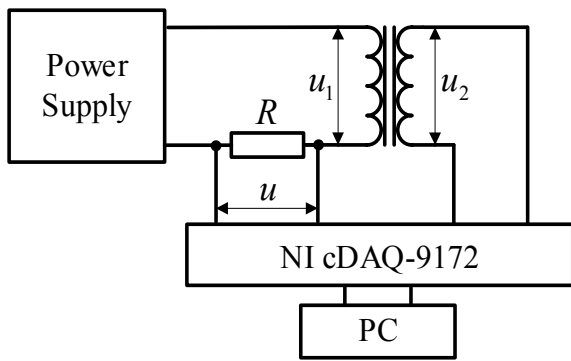 Power
Supply
u₁
u₂
R
u
NI cDAQ-9172
PC